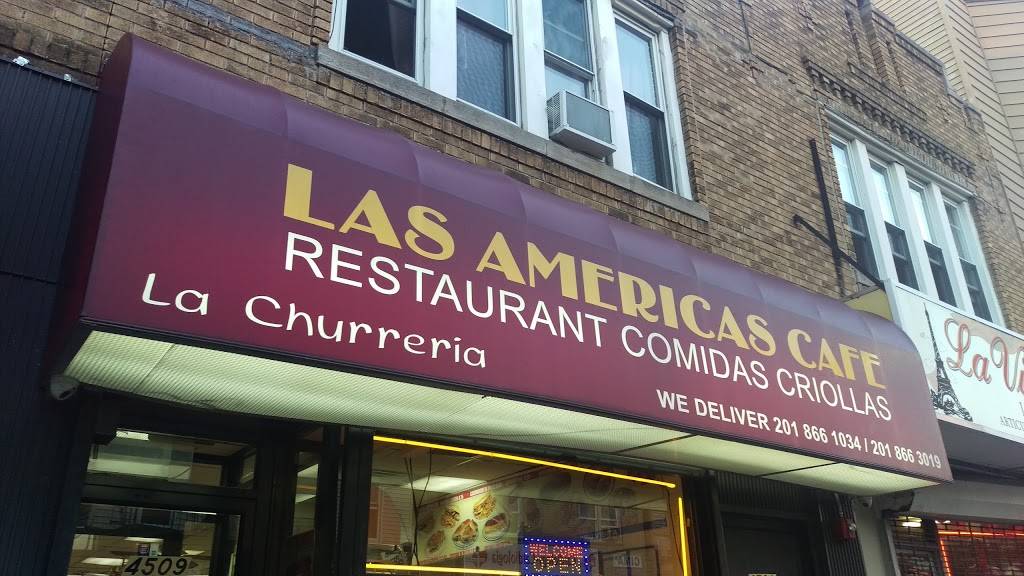 LAS AMERICAS CAFE
RESTAURANT COMIDAS CRIOLLAS
La Churreria
WE DELIVER 201 866 1034 / 201 866 3019
4509
WELCOME
OPEN
La